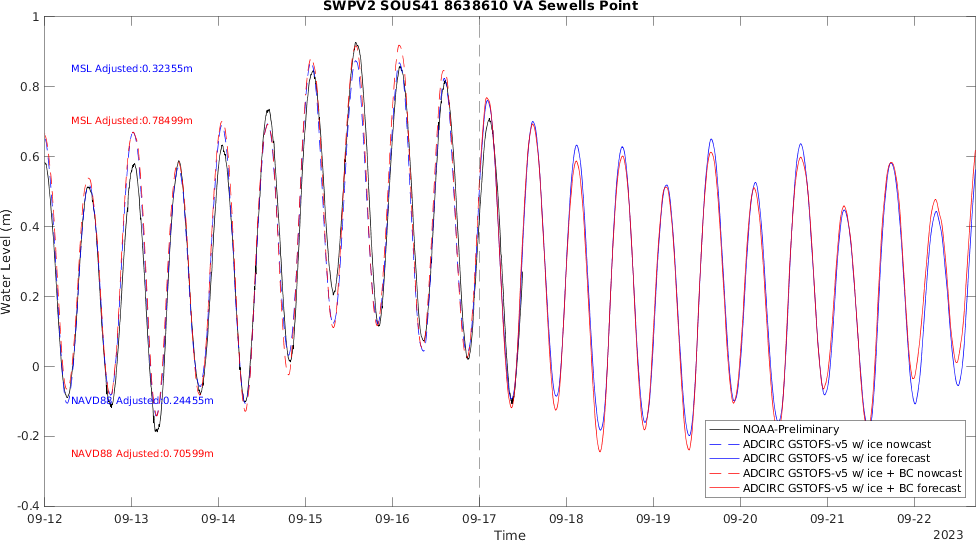 SWPV2 SOUS41 8638610 VA Sewells Point
1
0.8
0.6
0.4
0.2
0
-0.2
-0.4
Water Level (m)
MSL Adjusted:0.32355m
MSL Adjusted:0.78499m
NAVD88 Adjusted:0.24455m
NAVD88 Adjusted:0.70599m
NOAA-Preliminary
ADCIRC GSTOFS-v5 w/ ice nowcast
ADCIRC GSTOFS-v5 w/ ice forecast
ADCIRC GSTOFS-v5 w/ ice + BC nowcast
ADCIRC GSTOFS-v5 w/ ice + BC forecast
09-12 09-13 09-14 09-15 09-16 09-17 09-18 09-19 09-20 09-21 09-22
Time
2023